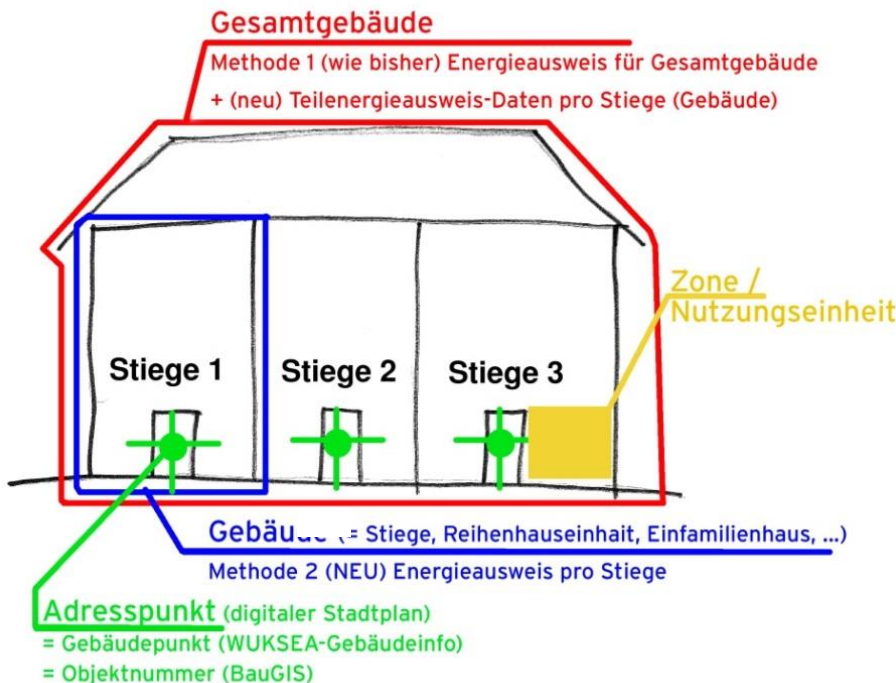 Gesamtgebäude
Methode 1 (wie bisher) Energieausweis für Gesamtgebäude
+ (neu) Teilenergieausweis-Daten pro Stiege (Gebäude)
Zone /
Nutzungseinheit
Stiege 1
Stiege 2
Stiege 3
Gebäude (= Stiege, Reihenhauseinhait, Einfamilienhaus, ...)
Methode 2 (NEU) Energieausweis pro Stiege
Adresspunkt (digitaler Stadtplan)
= Gebäudepunkt (WUKSEA-Gebäudeinfo)
= Objektnummer (BauGIS)